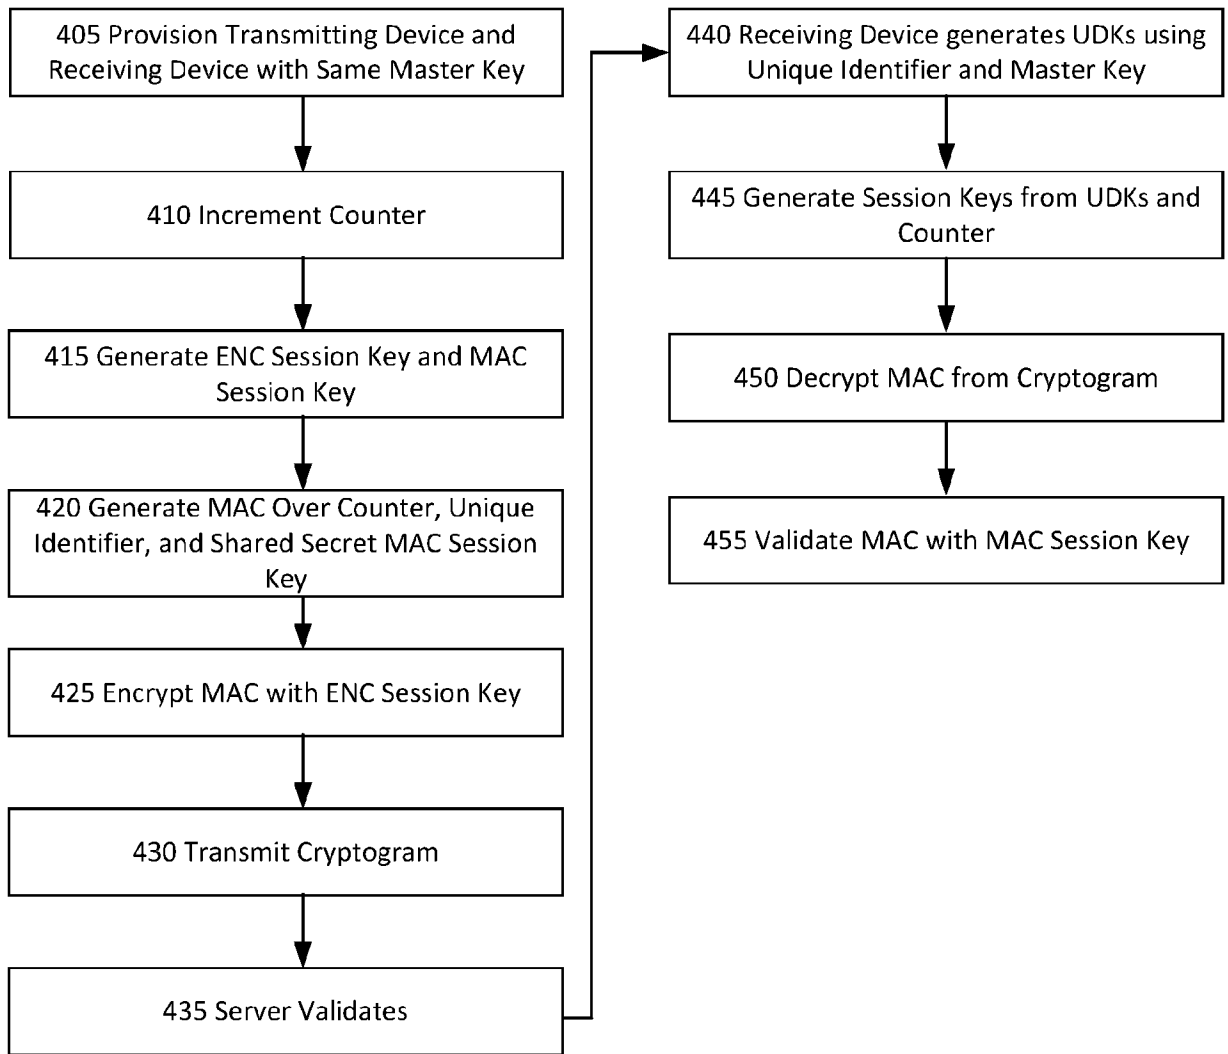 405 Provision Transmitting Device and
Receiving Device with Same Master Key
410 Increment Counter
415 Generate ENC Session Key and MAC
Session Key
420 Generate MAC Over Counter, Unique
Identifier, and Shared Secret MAC Session
Key
425 Encrypt MAC with ENC Session Key
430 Transmit Cryptogram
435 Server Validates
440 Receiving Device generates UDKs using
Unique Identifier and Master Key
445 Generate Session Keys from UDKs and
Counter
450 Decrypt MAC from Cryptogram
455 Validate MAC with MAC Session Key